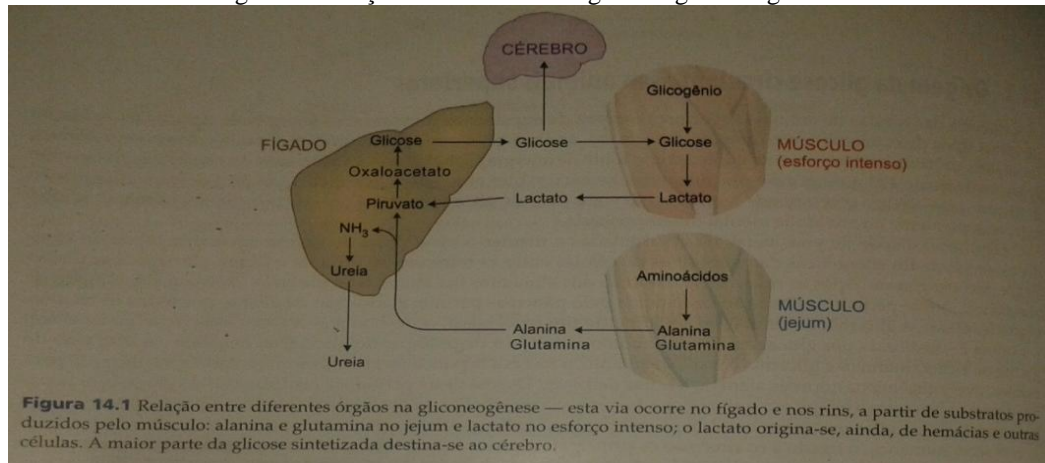 CÉREBRO
Glicogênio
FÍGADO
Glicose
Glicose
Glicose
MÚSCULO
(esforço intenso)
Oxaloacetato
Piruvato
Lactato
Lactato
NH3
Ureia
Aminoácidos
MÚSCULO
(jejum)
Alanina
Glutamina
Alanina
Glutamina
Ureia
Figura 14.1 Relação entre diferentes órgãos na gliconeogênese — esta via ocorre no fígado e nos rins, a partir de substratos pro-
duzidos pelo músculo: alanina e glutamina no jejum e lactato no esforço intenso; o lactato origina-se, ainda, de hemácias e outras
células. A maior parte da glicose sintetizada destina-se ao cérebro.